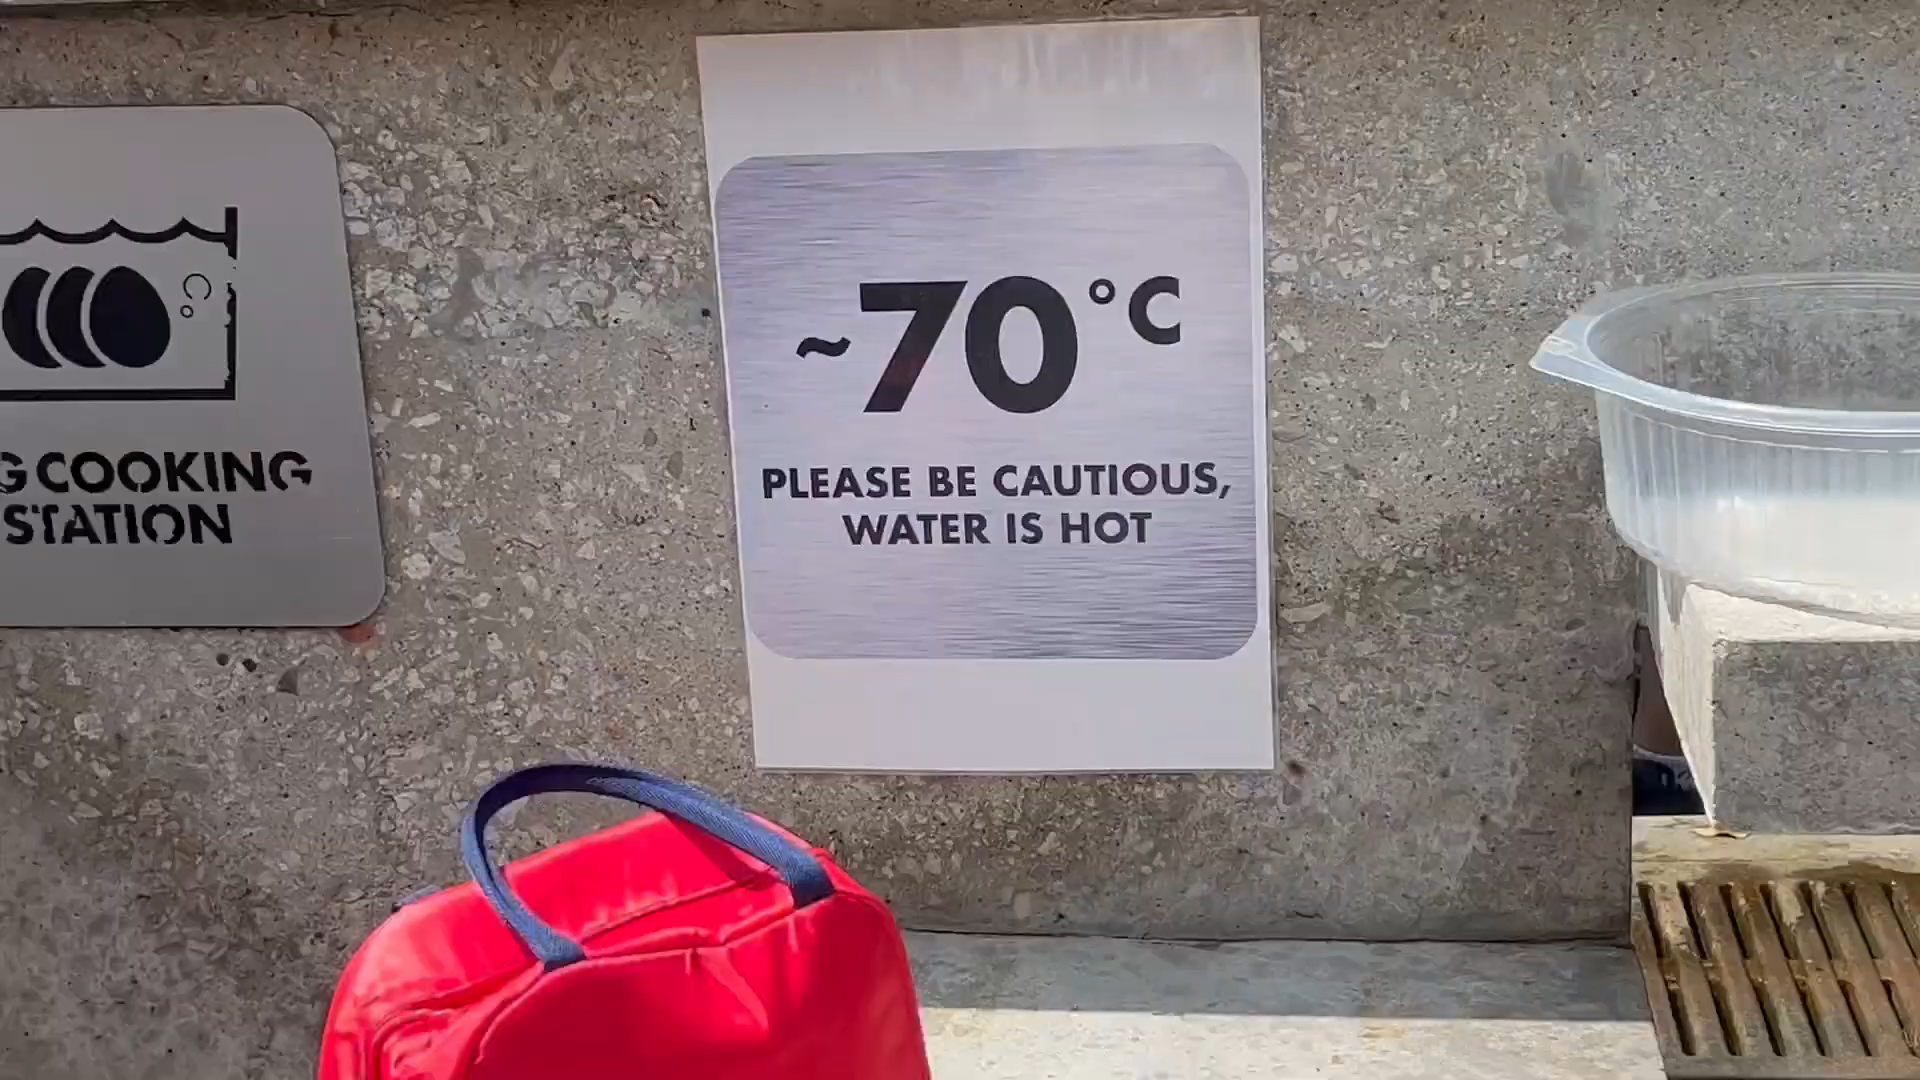 °C
COOKING
STATION
~70°C
PLEASE BE CAUTIOUS,
WATER IS HOT